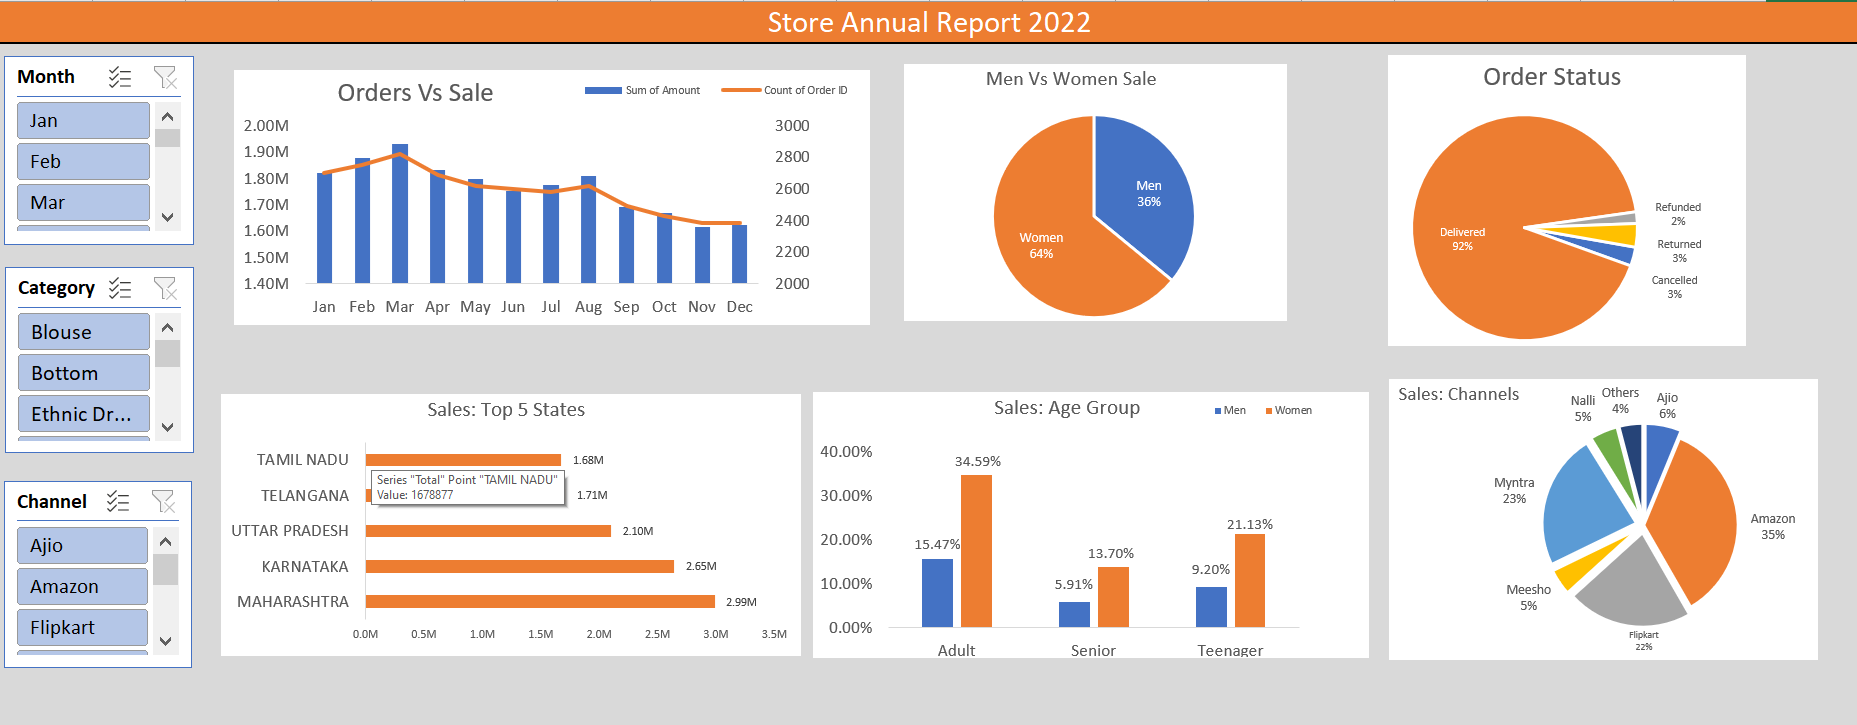 Store Annual Report 2022
Month
Jan
Feb
Mar
Category
Blouse
Bottom
Ethnic Dr...
Channel
Ajio
Amazon
Flipkart
Orders Vs Sale
Sum of Amount
Count of Order ID
2.00M
1.90M
1.80M
1.70M
1.60M
1.50M
1.40M
3000
2800
2600
2400
2200
2000
Jan Feb Mar Apr May Jun Jul Aug Sep Oct Nov Dec
Men Vs Women Sale
Men
36%
Women
64%
Order Status
Delivered
92%
Refunded
2%
Returned
3%
Cancelled
3%
Sales: Top 5 States
TAMIL NADU 1.68M
Series "Total" Point "TAMIL NADU"
Value: 1678877
TELANGANA 1.71M
UTTAR PRADESH 2.10M
KARNATAKA 2.65M
MAHARASHTRA 2.99M
0.0M 0.5M 1.0M 1.5M 2.0M 2.5M 3.0M 3.5M
Sales: Age Group
Men
Women
40.00%
30.00%
20.00%
10.00%
0.00%
15.47%
34.59%
5.91%
13.70%
9.20%
21.13%
Adult Senior Teenager
Sales: Channels
Nalli
5%
Others
4%
Ajio
6%
Myntra
23%
Amazon
35%
Meesho
5%
Flipkart
22%